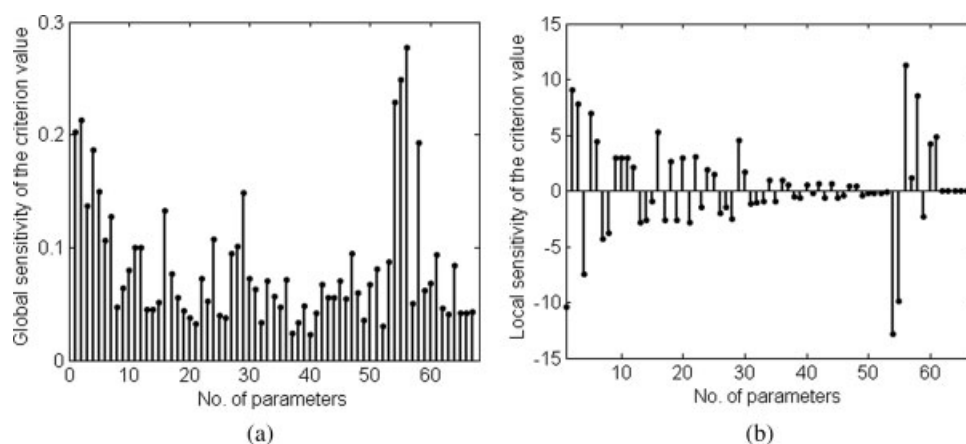 0.3
0.2
0.1
0
Global sensitivity of the criterion value
0 10 20 30 40 50 60
No. of parameters
(a)
15
10
5
0
-5
-10
-15
Local sensitivity of the criterion value
10 20 30 40 50 60
No. of parameters
(b)